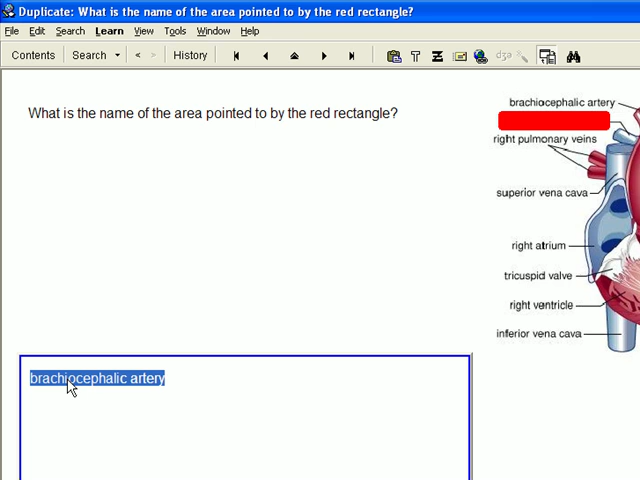 Duplicate: What is the name of the area pointed to by the red rectangle?
File Edit Search Learn View Tools Window Help
Contents Search < > History
What is the name of the area pointed to by the red rectangle?
brachiocephalic artery
right pulmonary veins
superior vena cava
right atrium
tricuspid valve
right ventricle
inferior vena cava
brachiocephalic artery